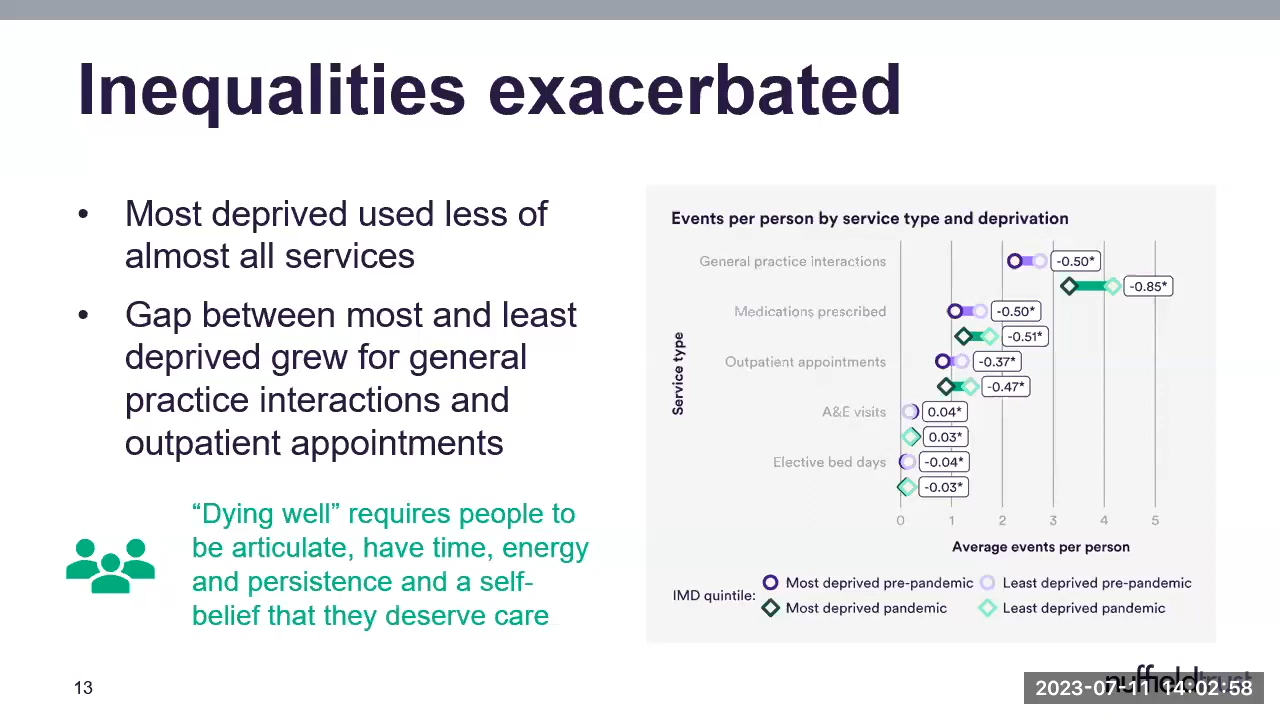 Inequalities exacerbated
• Most deprived used less of
almost all services
• Gap between most and least
deprived grew for general
practice interactions and
outpatient appointments
“Dying well” requires people to
be articulate, have time, energy
and persistence and a self-
belief that they deserve care
Events per person by service type and deprivation
Service type
General practice interactions
-0.50*
-0.85*
Medications prescribed
-0.50*
-0.51*
Outpatient appointments
-0.37*
-0.47*
A&E visits
0.04*
0.03*
Elective bed days
-0.04*
-0.03*
0 1 2 3 4 5
Average events per person
IMD quintile:
Most deprived pre-pandemic
Least deprived pre-pandemic
Most deprived pandemic
Least deprived pandemic
13
nuffieldtrust
2023-07-11 14:02:58